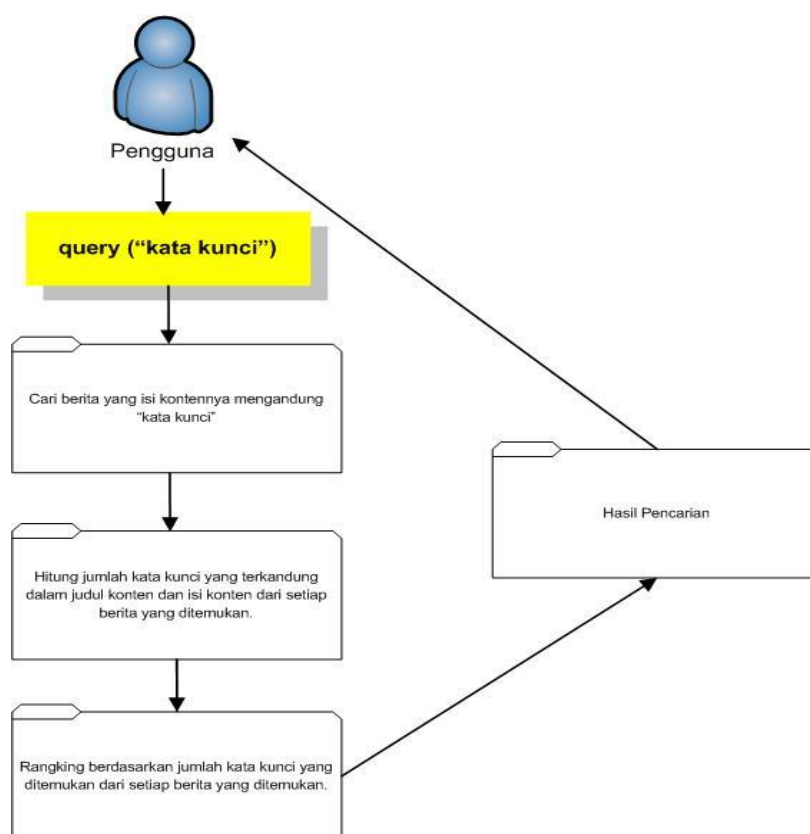 Pengguna
query (“kata kunci”)
Cari berita yang isi kontennya mengandung
“kata kunci”
Hitung jumlah kata kunci yang terkandung
dalam judul konten dan isi konten dari setiap
berita yang ditemukan.
Rangking berdasarkan jumlah kata kunci yang
ditemukan dari setiap berita yang ditemukan.
Hasil Pencarian